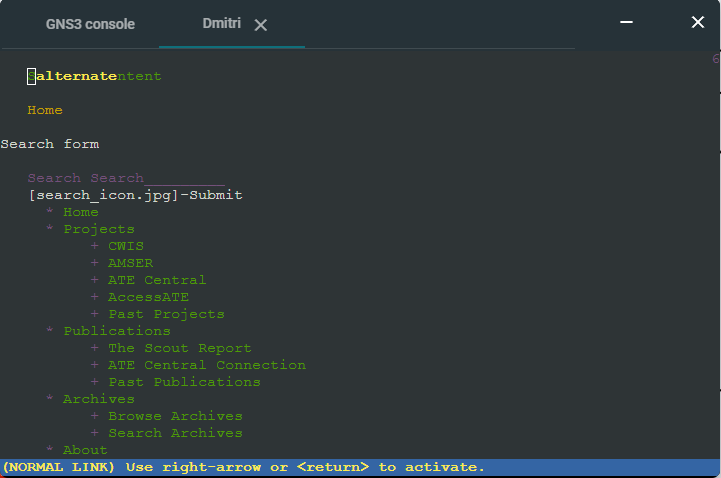 GNS3 console
Dmitri
alternatentent
Home
Search form
Search Search_________
[search_icon.jpg]-Submit
* Home
* Projects
+ CWIS
+ AMSER
+ ATE Central
+ AccessATE
+ Past Projects
* Publications
+ The Scout Report
+ ATE Central Connection
+ Past Publications
* Archives
+ Browse Archives
+ Search Archives
* About
(NORMAL LINK) Use right-arrow or <return> to activate.